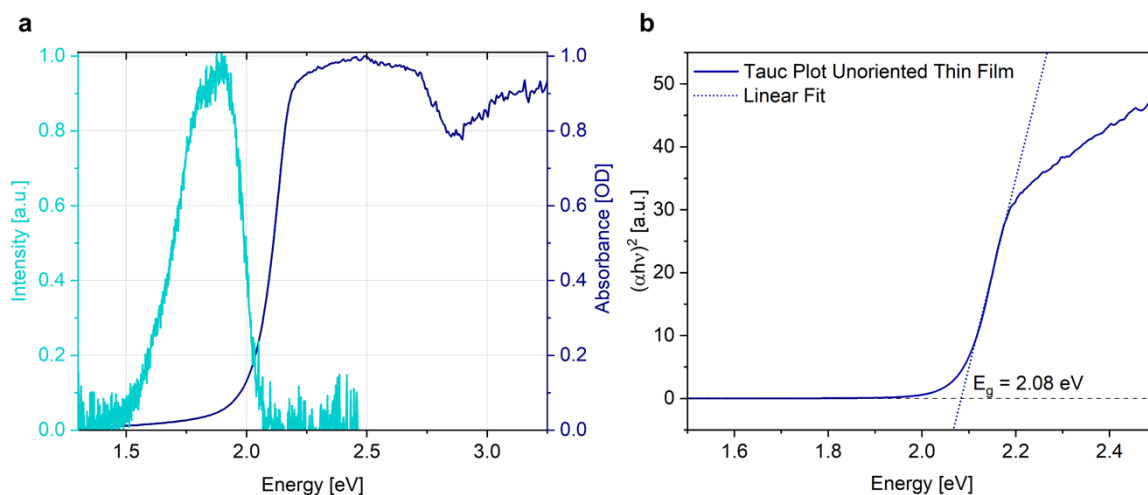 a
Intensity [a.u.]
1.0
0.8
0.6
0.4
0.2
0.0
1.5
2.0
2.5
3.0
Energy [eV]
1.0
0.8
0.6
0.4
0.2
0.0
Absorbance [OD]
b
(αhν)² [a.u.]
50
40
30
20
10
0
Tauc Plot Unoriented Thin Film
Linear Fit
E_g = 2.08 eV
1.6
1.8
2.0
2.2
2.4
Energy [eV]